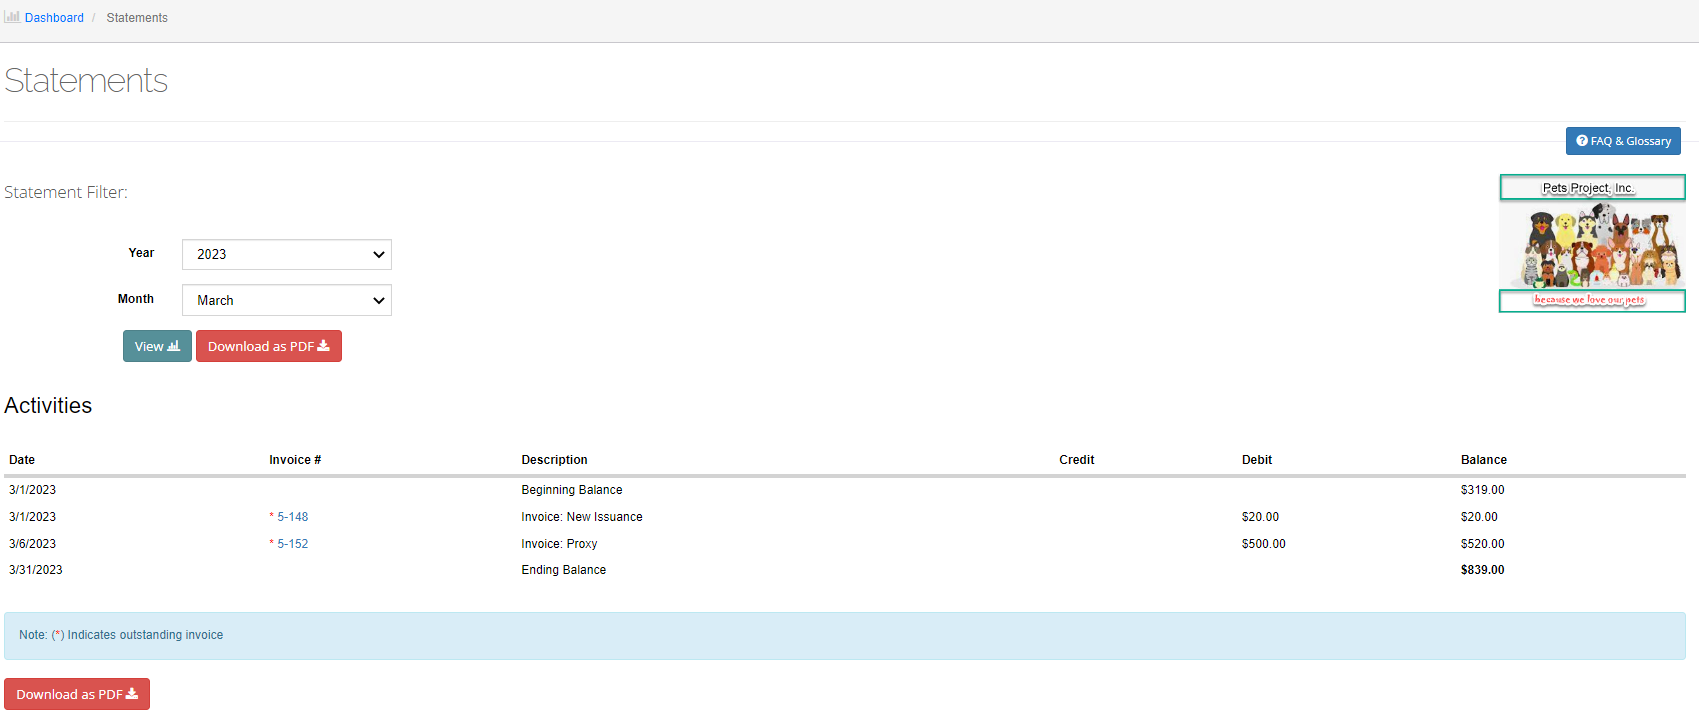 Dashboard / Statements
Statements
FAQ & Glossary
Statement Filter:
Pets Project, Inc.
because we love our pets
Year 2023
Month March
View Download as PDF
Activities
Date Invoice # Description Credit Debit Balance
3/1/2023 Beginning Balance $319.00
3/1/2023 * 5-148 Invoice: New Issuance $20.00 $20.00
3/6/2023 * 5-152 Invoice: Proxy $500.00 $520.00
3/31/2023 Ending Balance $839.00
Note: (*) Indicates outstanding invoice
Download as PDF